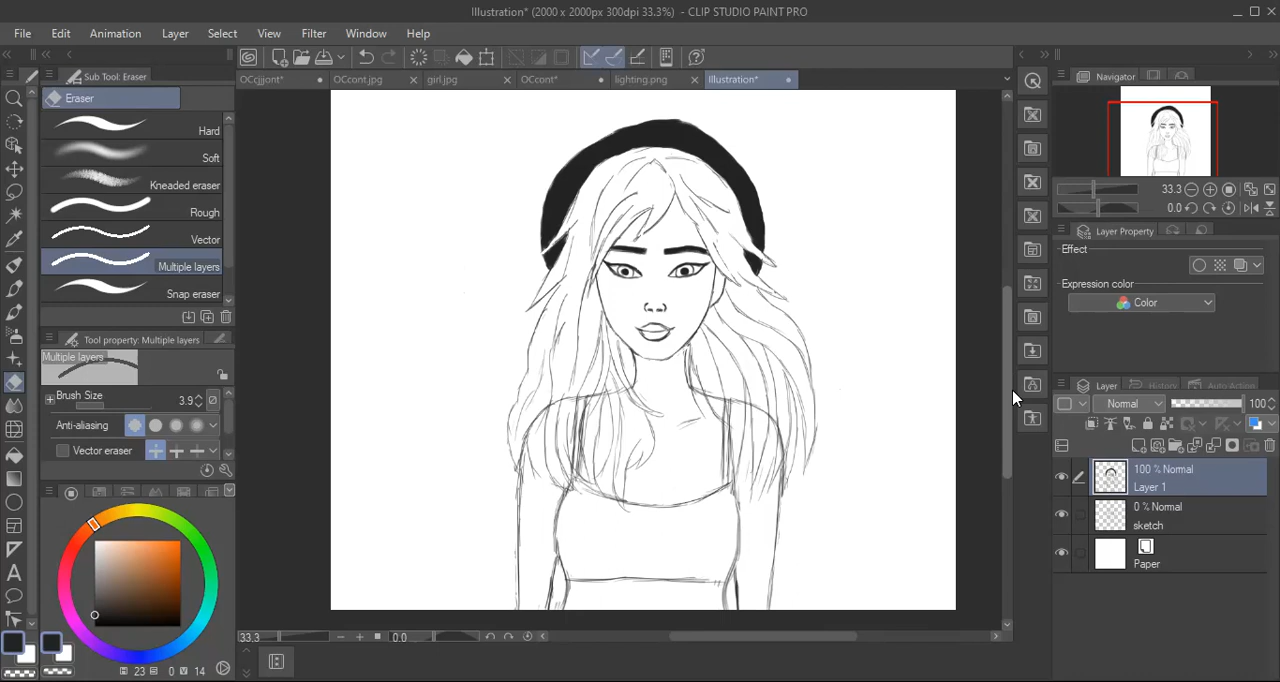 Illustration* (2000 x 2000px 300dpi 33.3%) - CLIP STUDIO PAINT PRO
File Edit Animation Layer Select View Filter Window Help
Sub Tool: Eraser
OCcjjjont* OCcont.jpg girl.jpg OCcont* lighting.png Illustration*
Navigator
Eraser
Hard
Soft
Kneaded eraser
Rough
Vector
Multiple layers
Snap eraser
33.3
0.0
Layer Property
Effect
Expression color
Color
Tool property: Multiple layers
Multiple layers
Brush Size 3.9
Anti-aliasing
Vector eraser
Layer History Auto Action
Normal 100
100 % Normal
Layer 1
0 % Normal
sketch
Paper
A
33.3 0.0
H 23 S 0 V 14